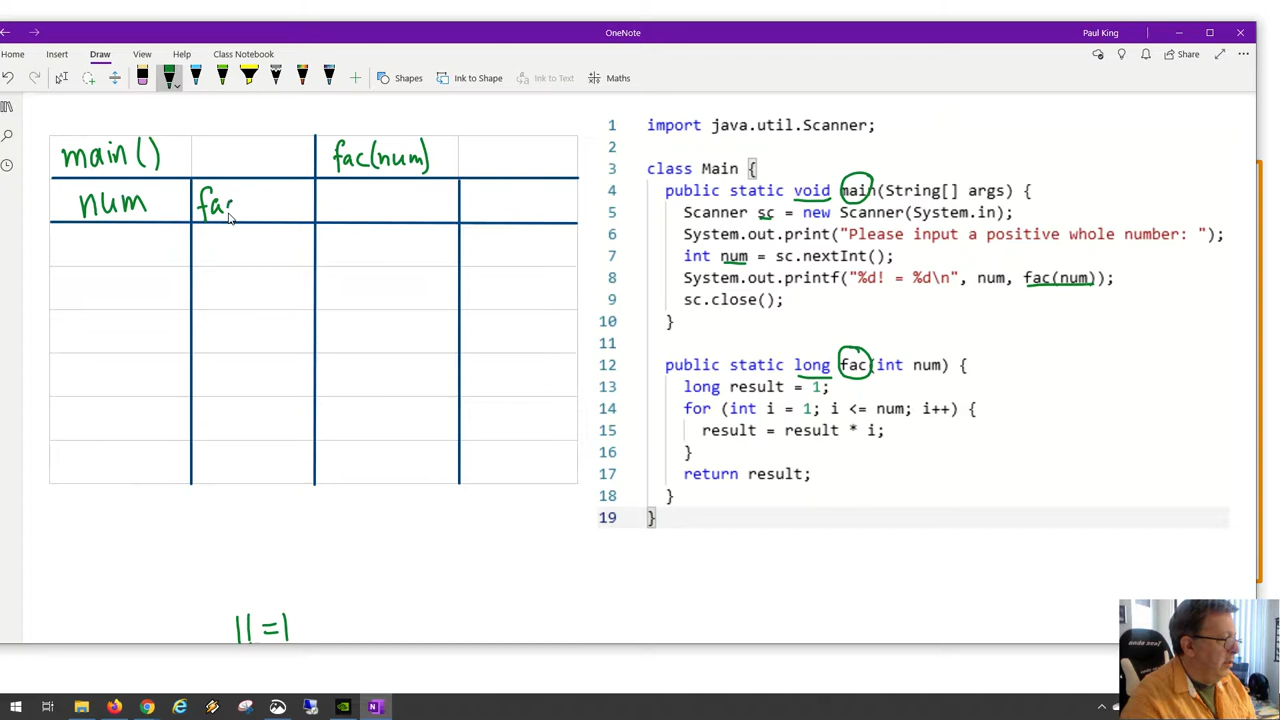 OneNote
Paul King
Home Insert Draw View Help Class Notebook
Share
Shapes Ink to Shape Ink to Text Maths
main() fac(num)
num fac
1! = 1
1 import java.util.Scanner;
2
3 class Main {
4 public static void main(String[] args) {
5 Scanner sc = new Scanner(System.in);
6 System.out.print("Please input a positive whole number: ");
7 int num = sc.nextInt();
8 System.out.printf("%d! = %d\n", num, fac(num));
9 sc.close();
10 }
11
12 public static long fac(int num) {
13 long result = 1;
14 for (int i = 1; i <= num; i++) {
15 result = result * i;
16 }
17 return result;
18 }
19 }